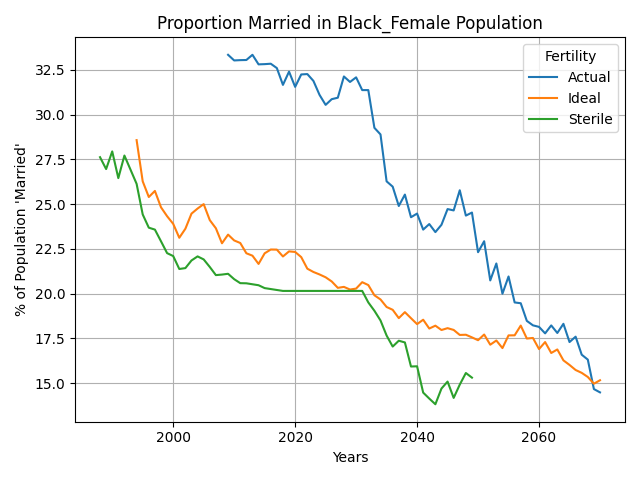 Proportion Married in Black_Female Population
% of Population 'Married'
32.5
30.0
27.5
25.0
22.5
20.0
17.5
15.0
Fertility
Actual
Ideal
Sterile
2000
2020
2040
2060
Years